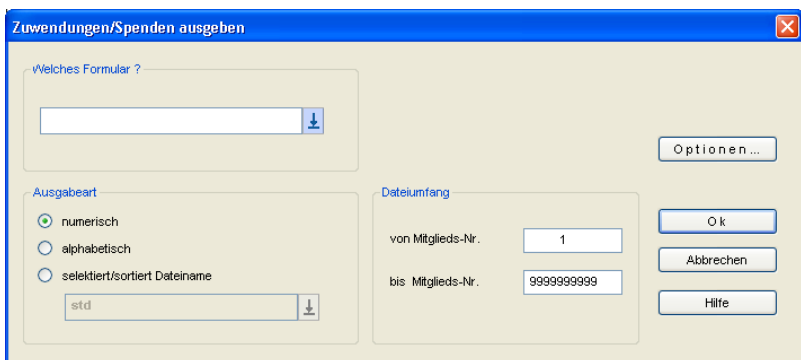 Zuwendungen/Spenden ausgeben
Welches Formular ?
Optionen...
Ausgabeart
numerisch
alphabetisch
selektiert/sortiert Dateiname
std
Dateiumfang
von Mitglieds-Nr. 1
bis Mitglieds-Nr. 9999999999
Ok
Abbrechen
Hilfe